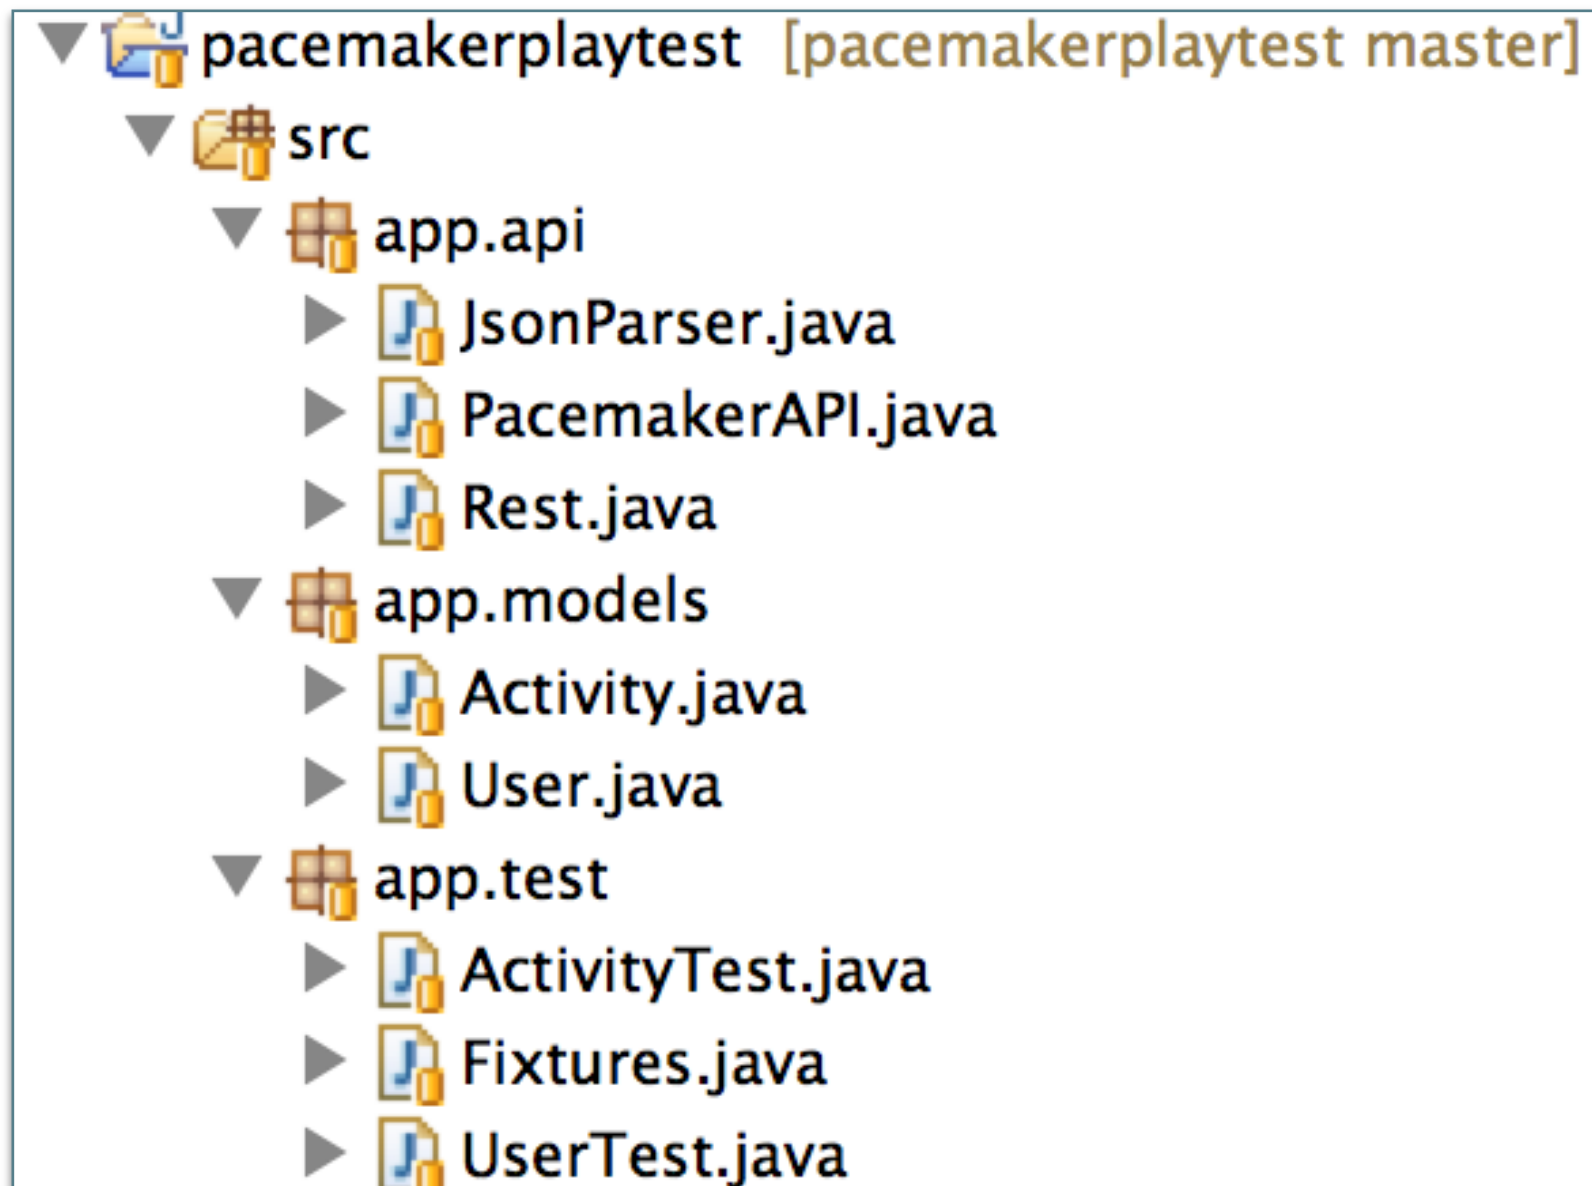 pacemakerplaytest [pacemakerplaytest master]
src
app.api
JsonParser.java
PacemakerAPI.java
Rest.java
app.models
Activity.java
User.java
app.test
ActivityTest.java
Fixtures.java
UserTest.java